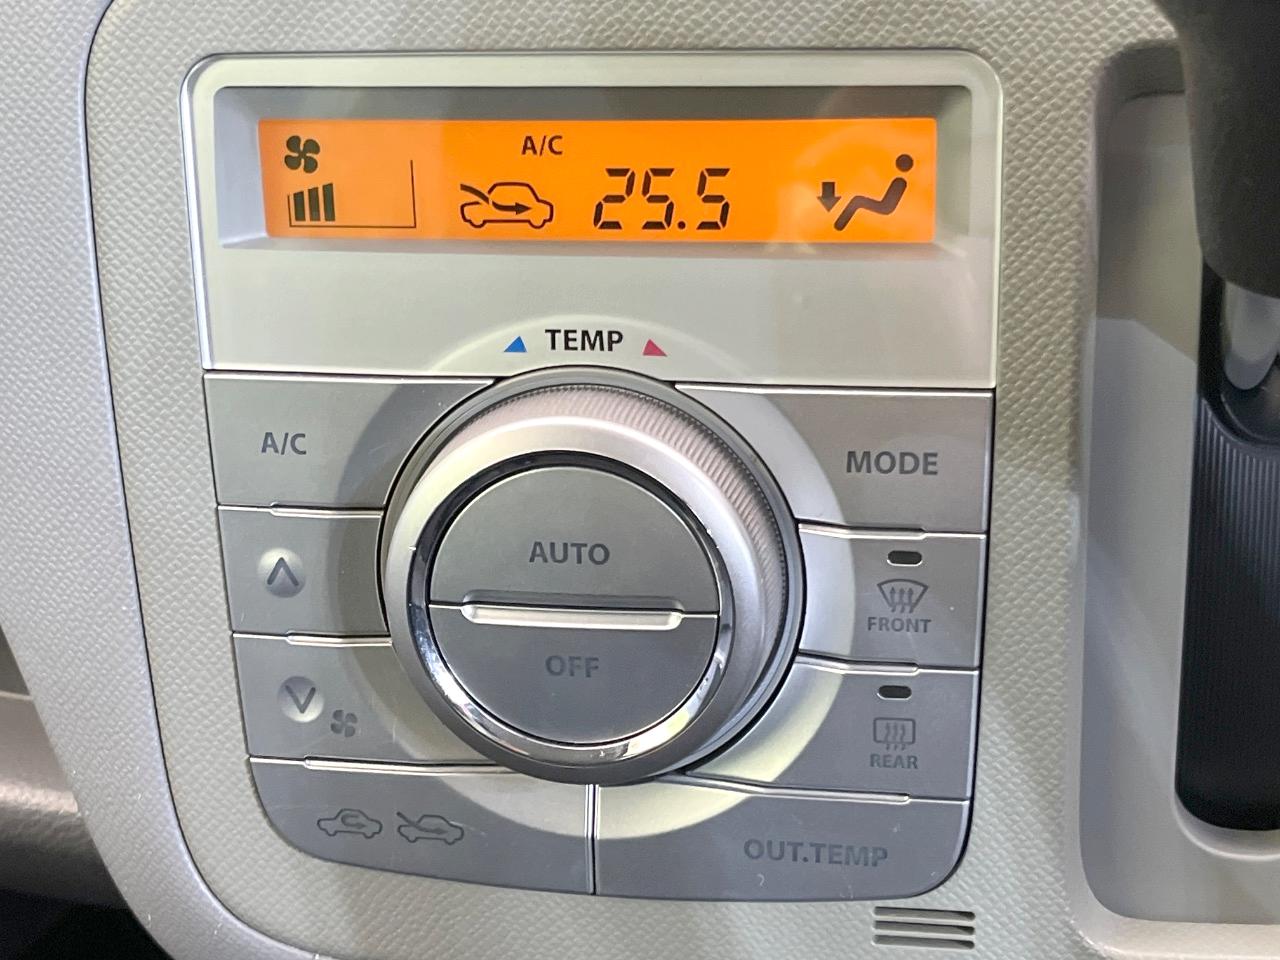 A/C
25.5
TEMP
A/C
MODE
AUTO
FRONT
OFF
REAR
OUT.TEMP